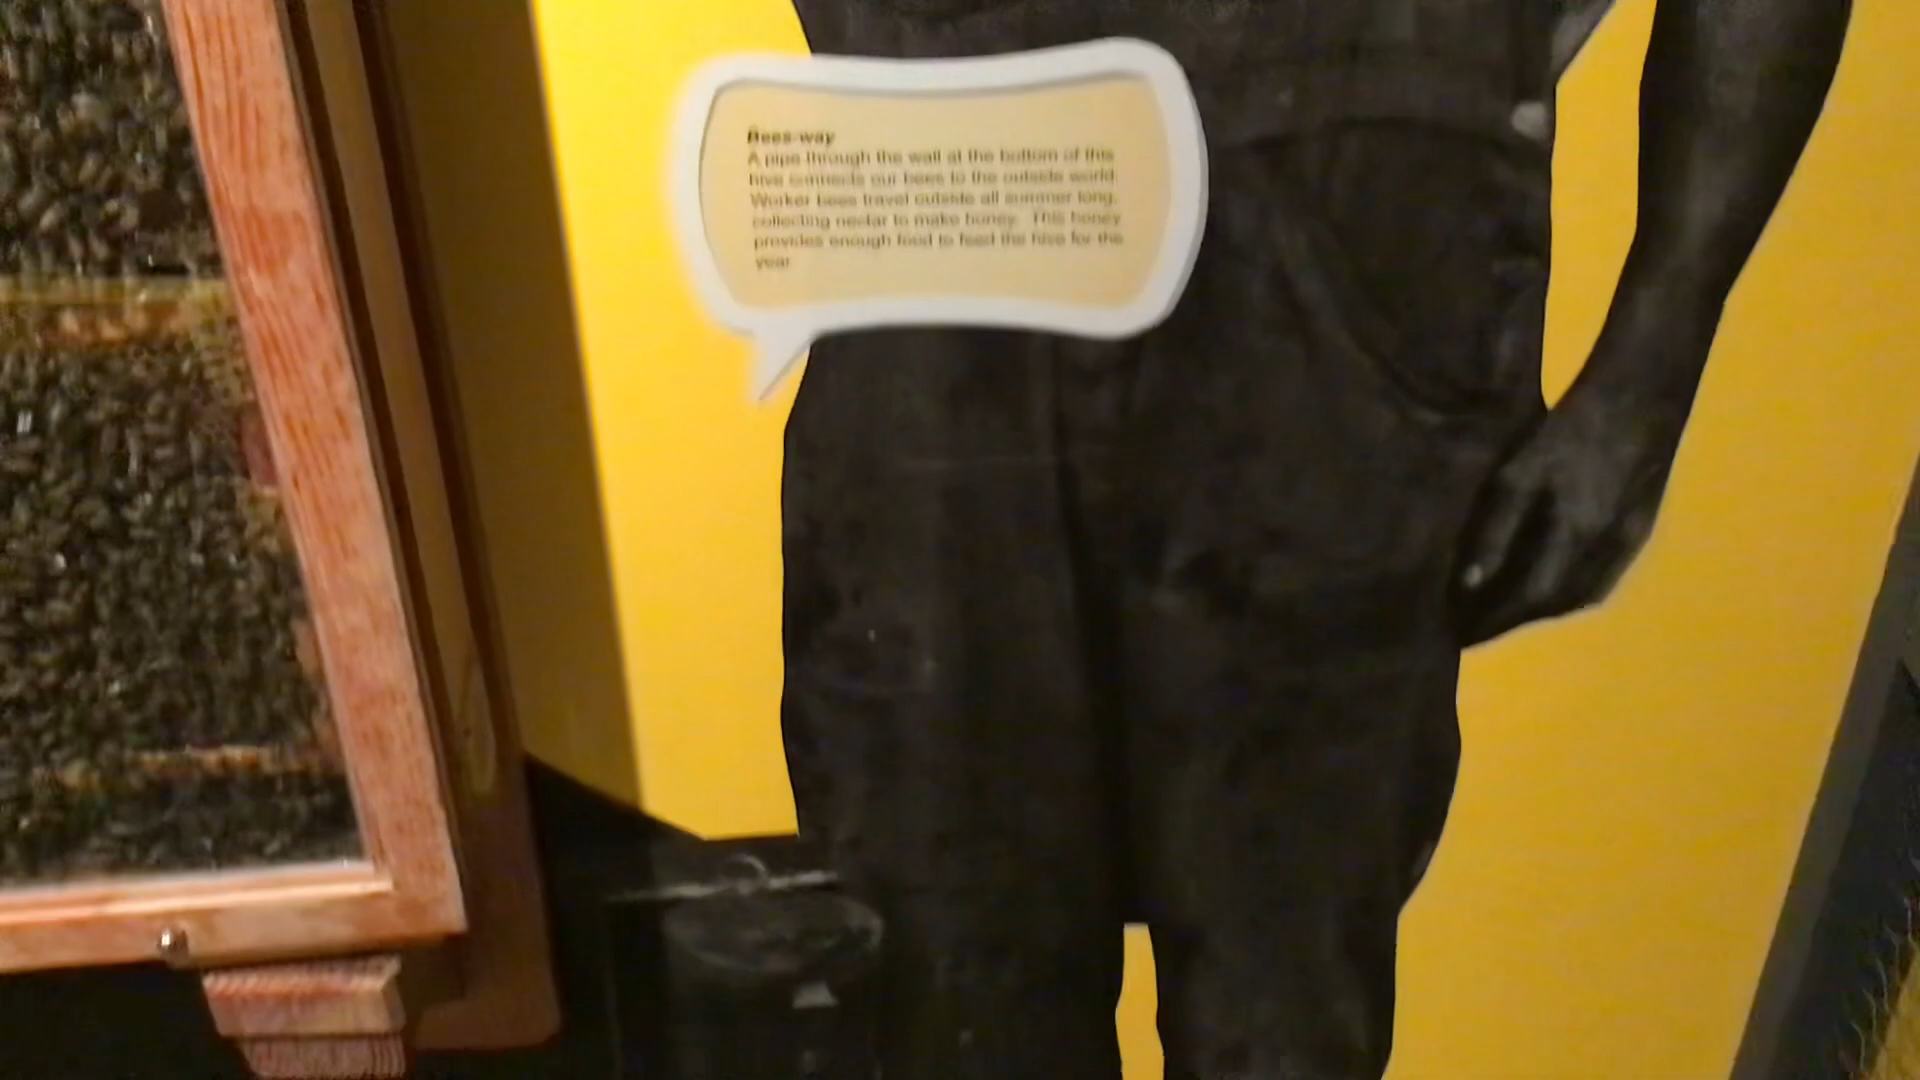 Bees-way
A pipe through the wall at the bottom of this
hive connects our bees to the outside world.
Worker bees travel outside all summer long,
collecting nectar to make honey. This honey
provides enough food to feed the hive for the
year